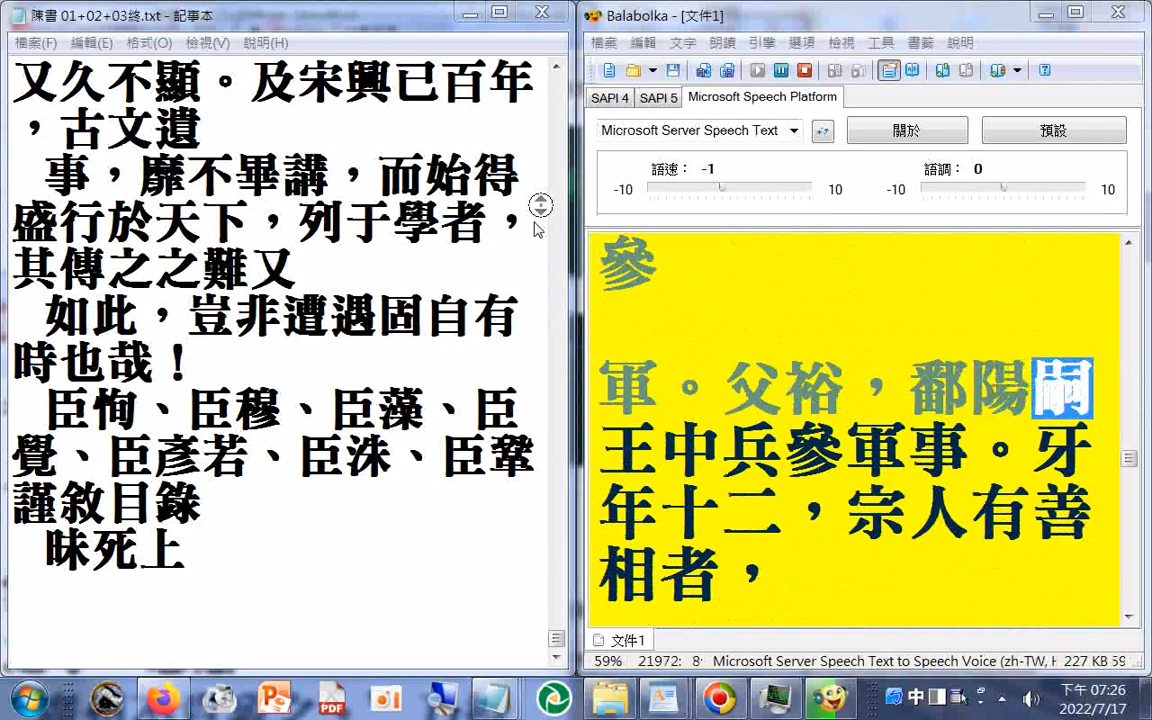 陳書 01+02+03終.txt - 記事本
檔案(F) 編輯(E) 格式(O) 檢視(V) 說明(H)
又久不顯。及宋興已百年
，古文遺
事，靡不畢講，而始得
盛行於天下，列于學者，
其傳之之難又
如此，豈非遭遇固自有
時也哉！
臣恂、臣穆、臣藻、臣
覺、臣彥若、臣洙、臣鞏
謹敘目錄
昧死上
Balabolka - [文件1]
檔案 編輯 文字 朗讀 引擎 選項 檢視 工具 書籤 說明
SAPI 4 SAPI 5 Microsoft Speech Platform
Microsoft Server Speech Text 關於 預設
語速： -1 語調： 0
-10 10 -10 10
參
軍。父裕，鄱陽嗣
王中兵參軍事。牙
年十二，宗人有善
相者，
文件1
59% 21972: 8 Microsoft Server Speech Text to Speech Voice (zh-TW, H 227 KB 59
中
下午 07:26
2022/7/17